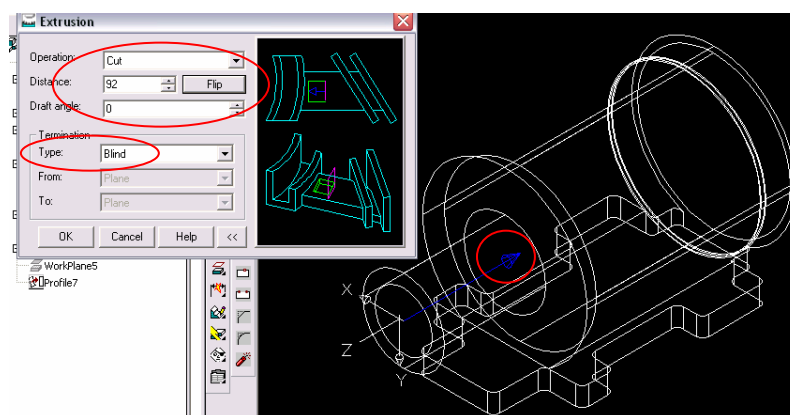 Extrusion
Operation: Cut
Distance: 92 Flip
Draft angle: 0
Termination
Type: Blind
From: Plane
To: Plane
OK Cancel Help <<
WorkPlane5
Profile7
X
Z
Y